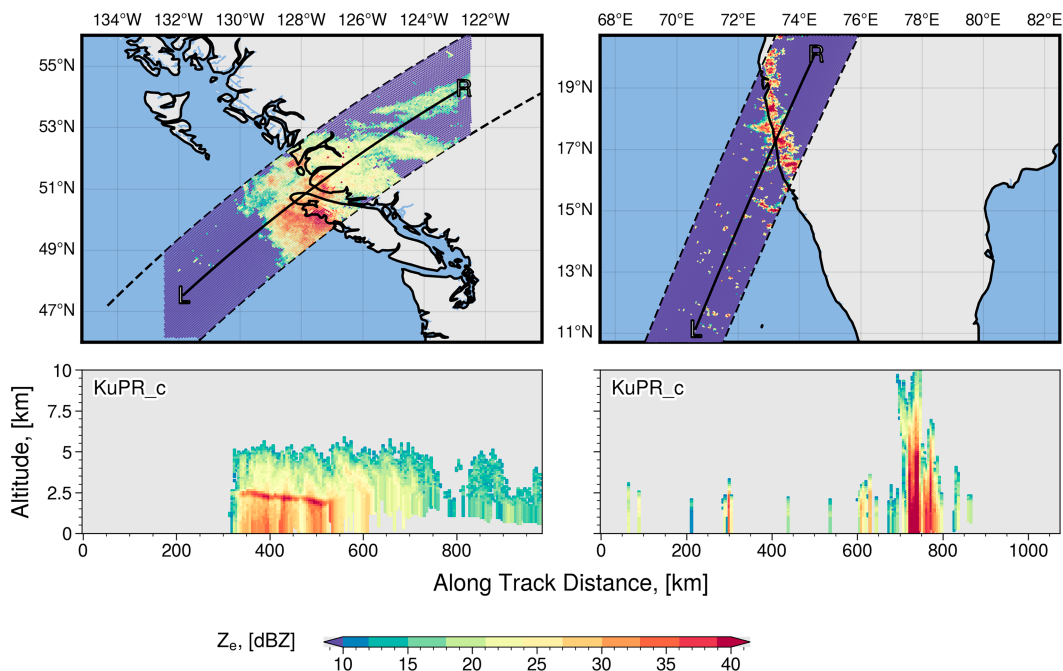 134°W 132°W 130°W 128°W 126°W 124°W 122°W
68°E 70°E 72°E 74°E 76°E 78°E 80°E 82°E
55°N
53°N
51°N
49°N
47°N
R
L
19°N
17°N
15°N
13°N
11°N
R
L
Altitude, [km]
10
7.5
5
2.5
0
KuPR_c
0 200 400 600 800
KuPR_c
0 200 400 600 800 1000
Along Track Distance, [km]
Zₑ, [dBZ]
10 15 20 25 30 35 40